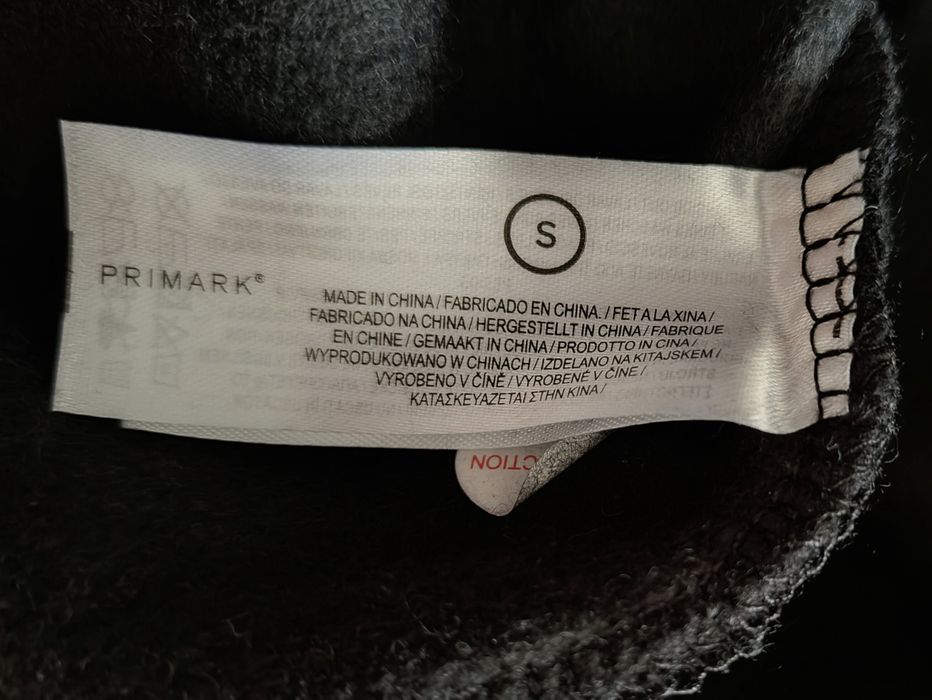 PRIMARK®
S
MADE IN CHINA / FABRICADO EN CHINA. / FET A LA XINA /
FABRICADO NA CHINA / HERGESTELLT IN CHINA / FABRIQUE
EN CHINE / GEMAAKT IN CHINA / PRODOTTO IN CINA /
WYPRODUKOWANO W CHINACH / IZDELANO NA KITAJSKEM /
VYROBENO V ČÍNĚ / VYROBENÉ V ČÍNE /
ΚΑΤΑΣΚΕΥΑΖΕΤΑΙ ΣΤΗΝ ΚΙΝΑ /
CTION